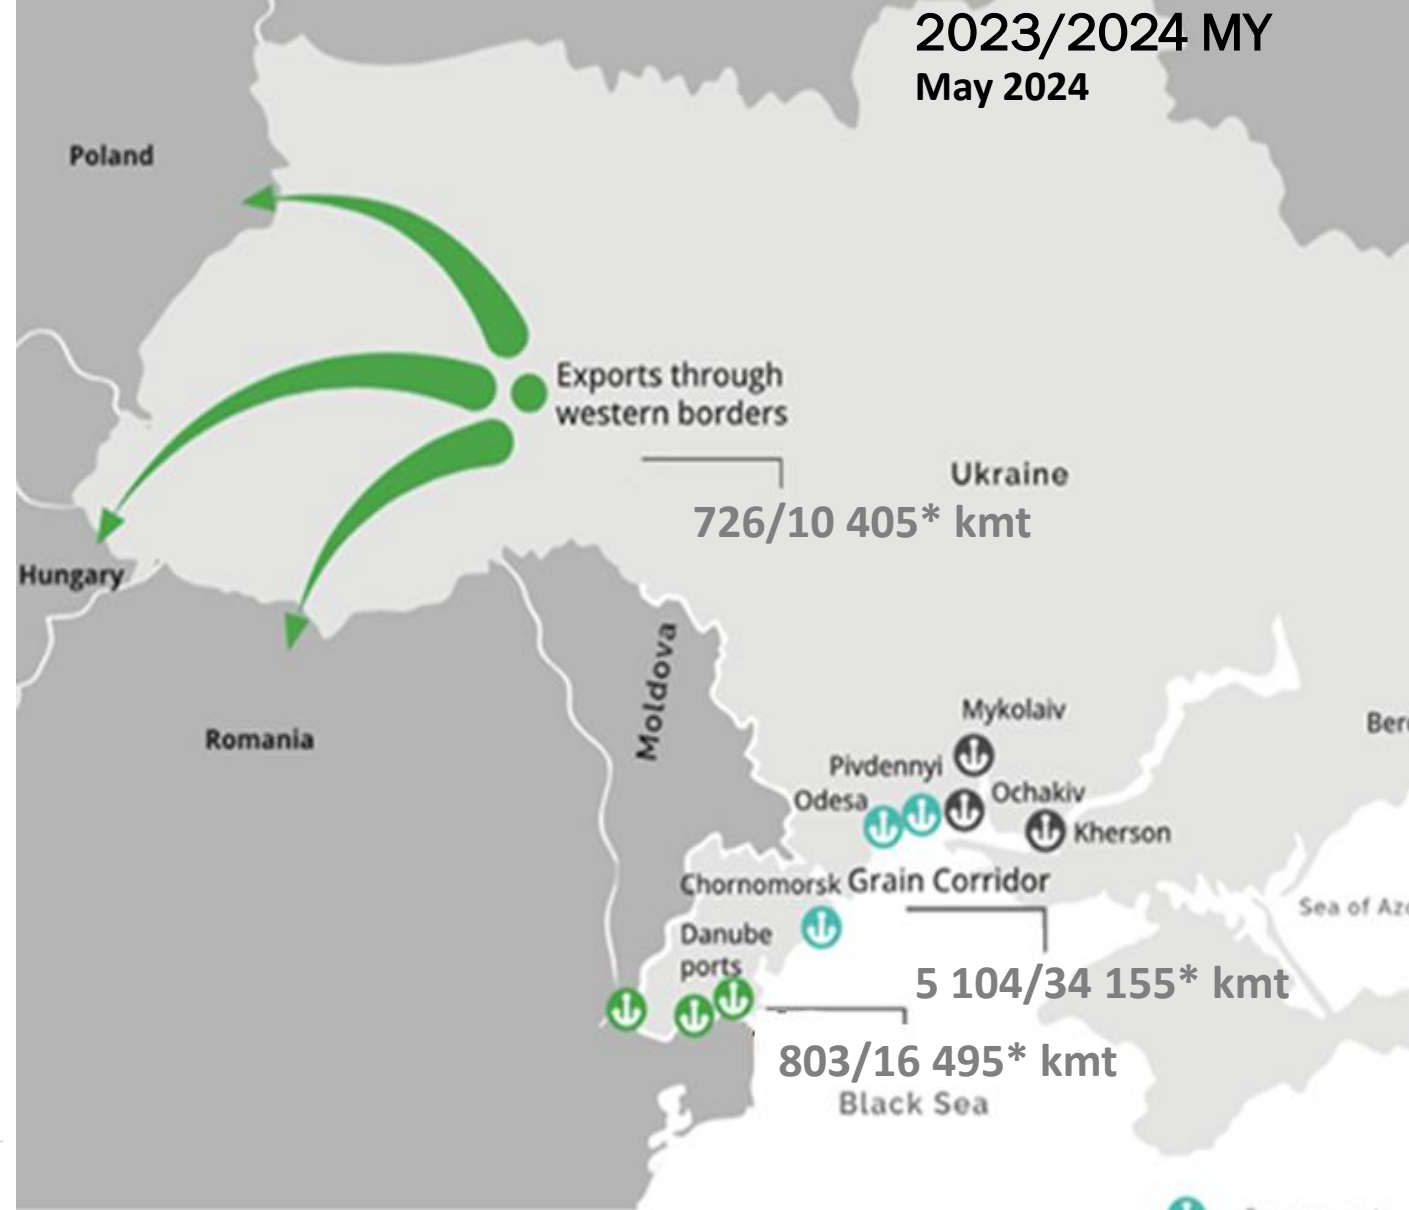 2023/2024 MY
May 2024
Poland
Exports through
western borders
Ukraine
726/10 405* kmt
Hungary
Moldova
Romania
Mykolaiv
Pivdennyi
Odesa
Ochakiv
Kherson
Chornomorsk
Grain Corridor
Danube
ports
5 104/34 155* kmt
803/16 495* kmt
Black Sea
Sea of